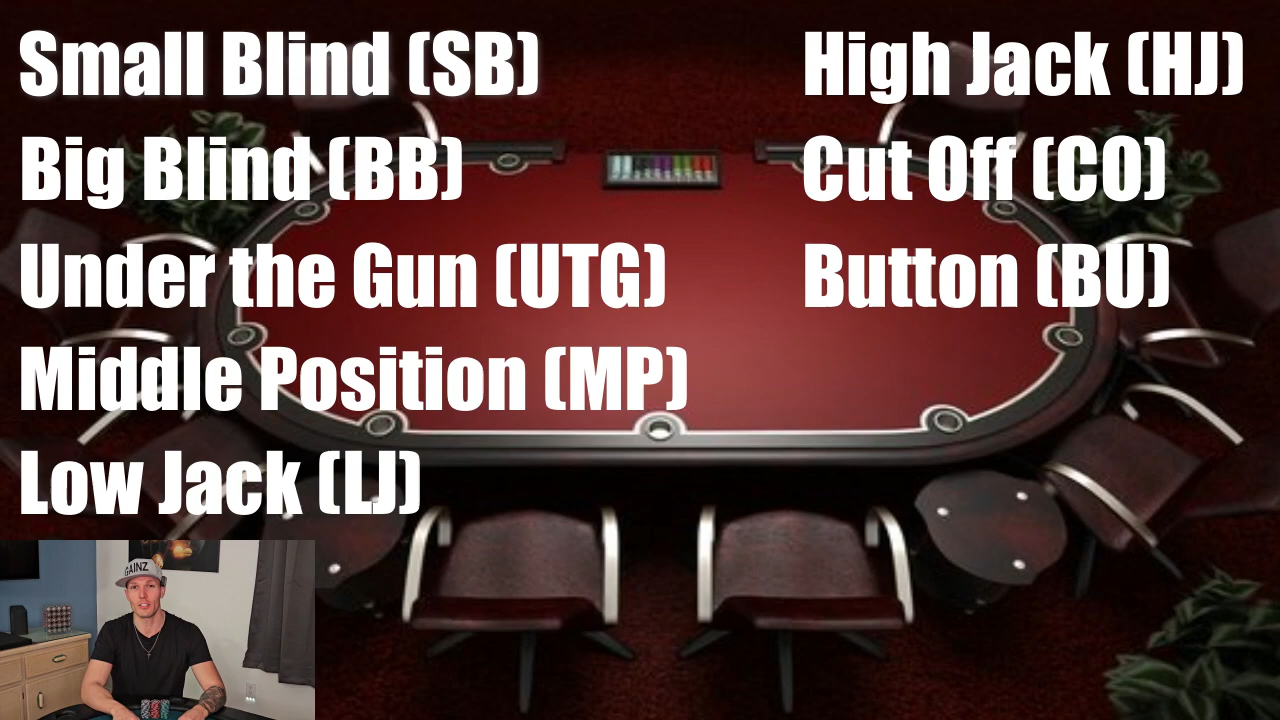 Small Blind (SB)
Big Blind (BB)
Under the Gun (UTG)
Middle Position (MP)
Low Jack (LJ)
High Jack (HJ)
Cut Off (CO)
Button (BU)
GAINZ